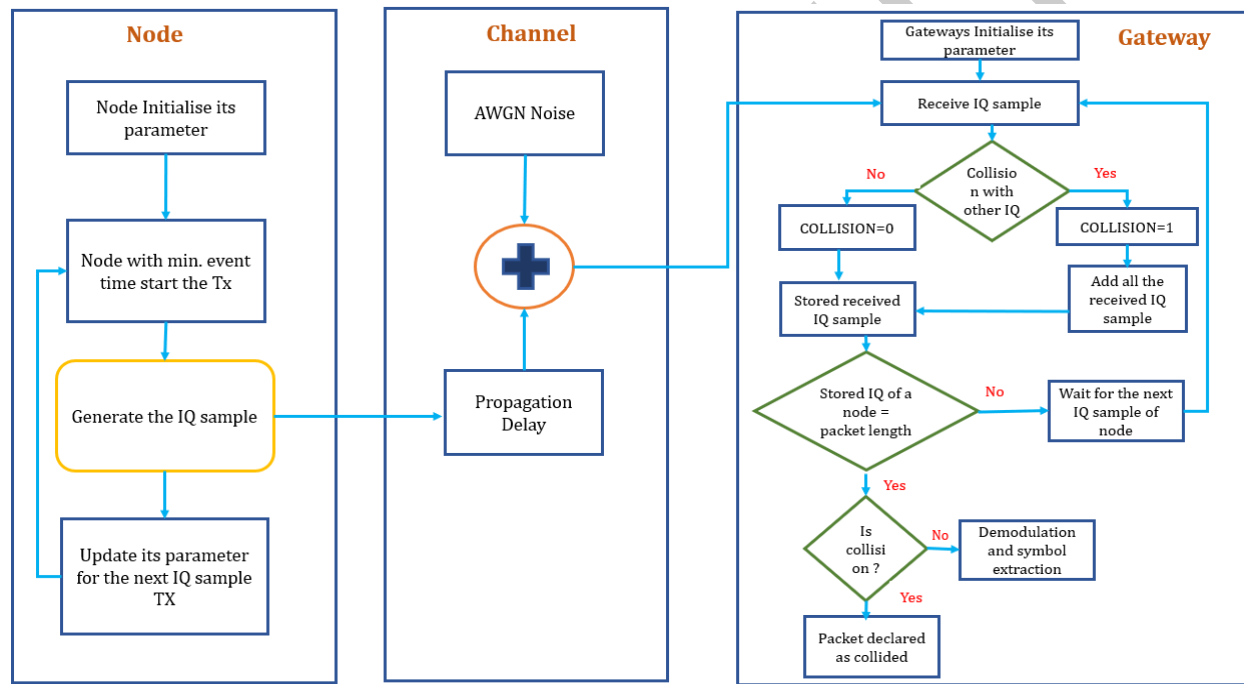 Node
Node Initialise its
parameter
Node with min. event
time start the Tx
Generate the IQ sample
Update its parameter
for the next IQ sample
TX
Channel
AWGN Noise
Propagation
Delay
Gateway
Gateways Initialise its
parameter
Receive IQ sample
Collisio
n with
other IQ
No
Yes
COLLISION=0
COLLISION=1
Add all the
received IQ
sample
Stored received
IQ sample
Stored IQ of a
node =
packet length
No
Wait for the next
IQ sample of
node
Yes
Is
collisi
on ?
No
Demodulation
and symbol
extraction
Yes
Packet declared
as collided